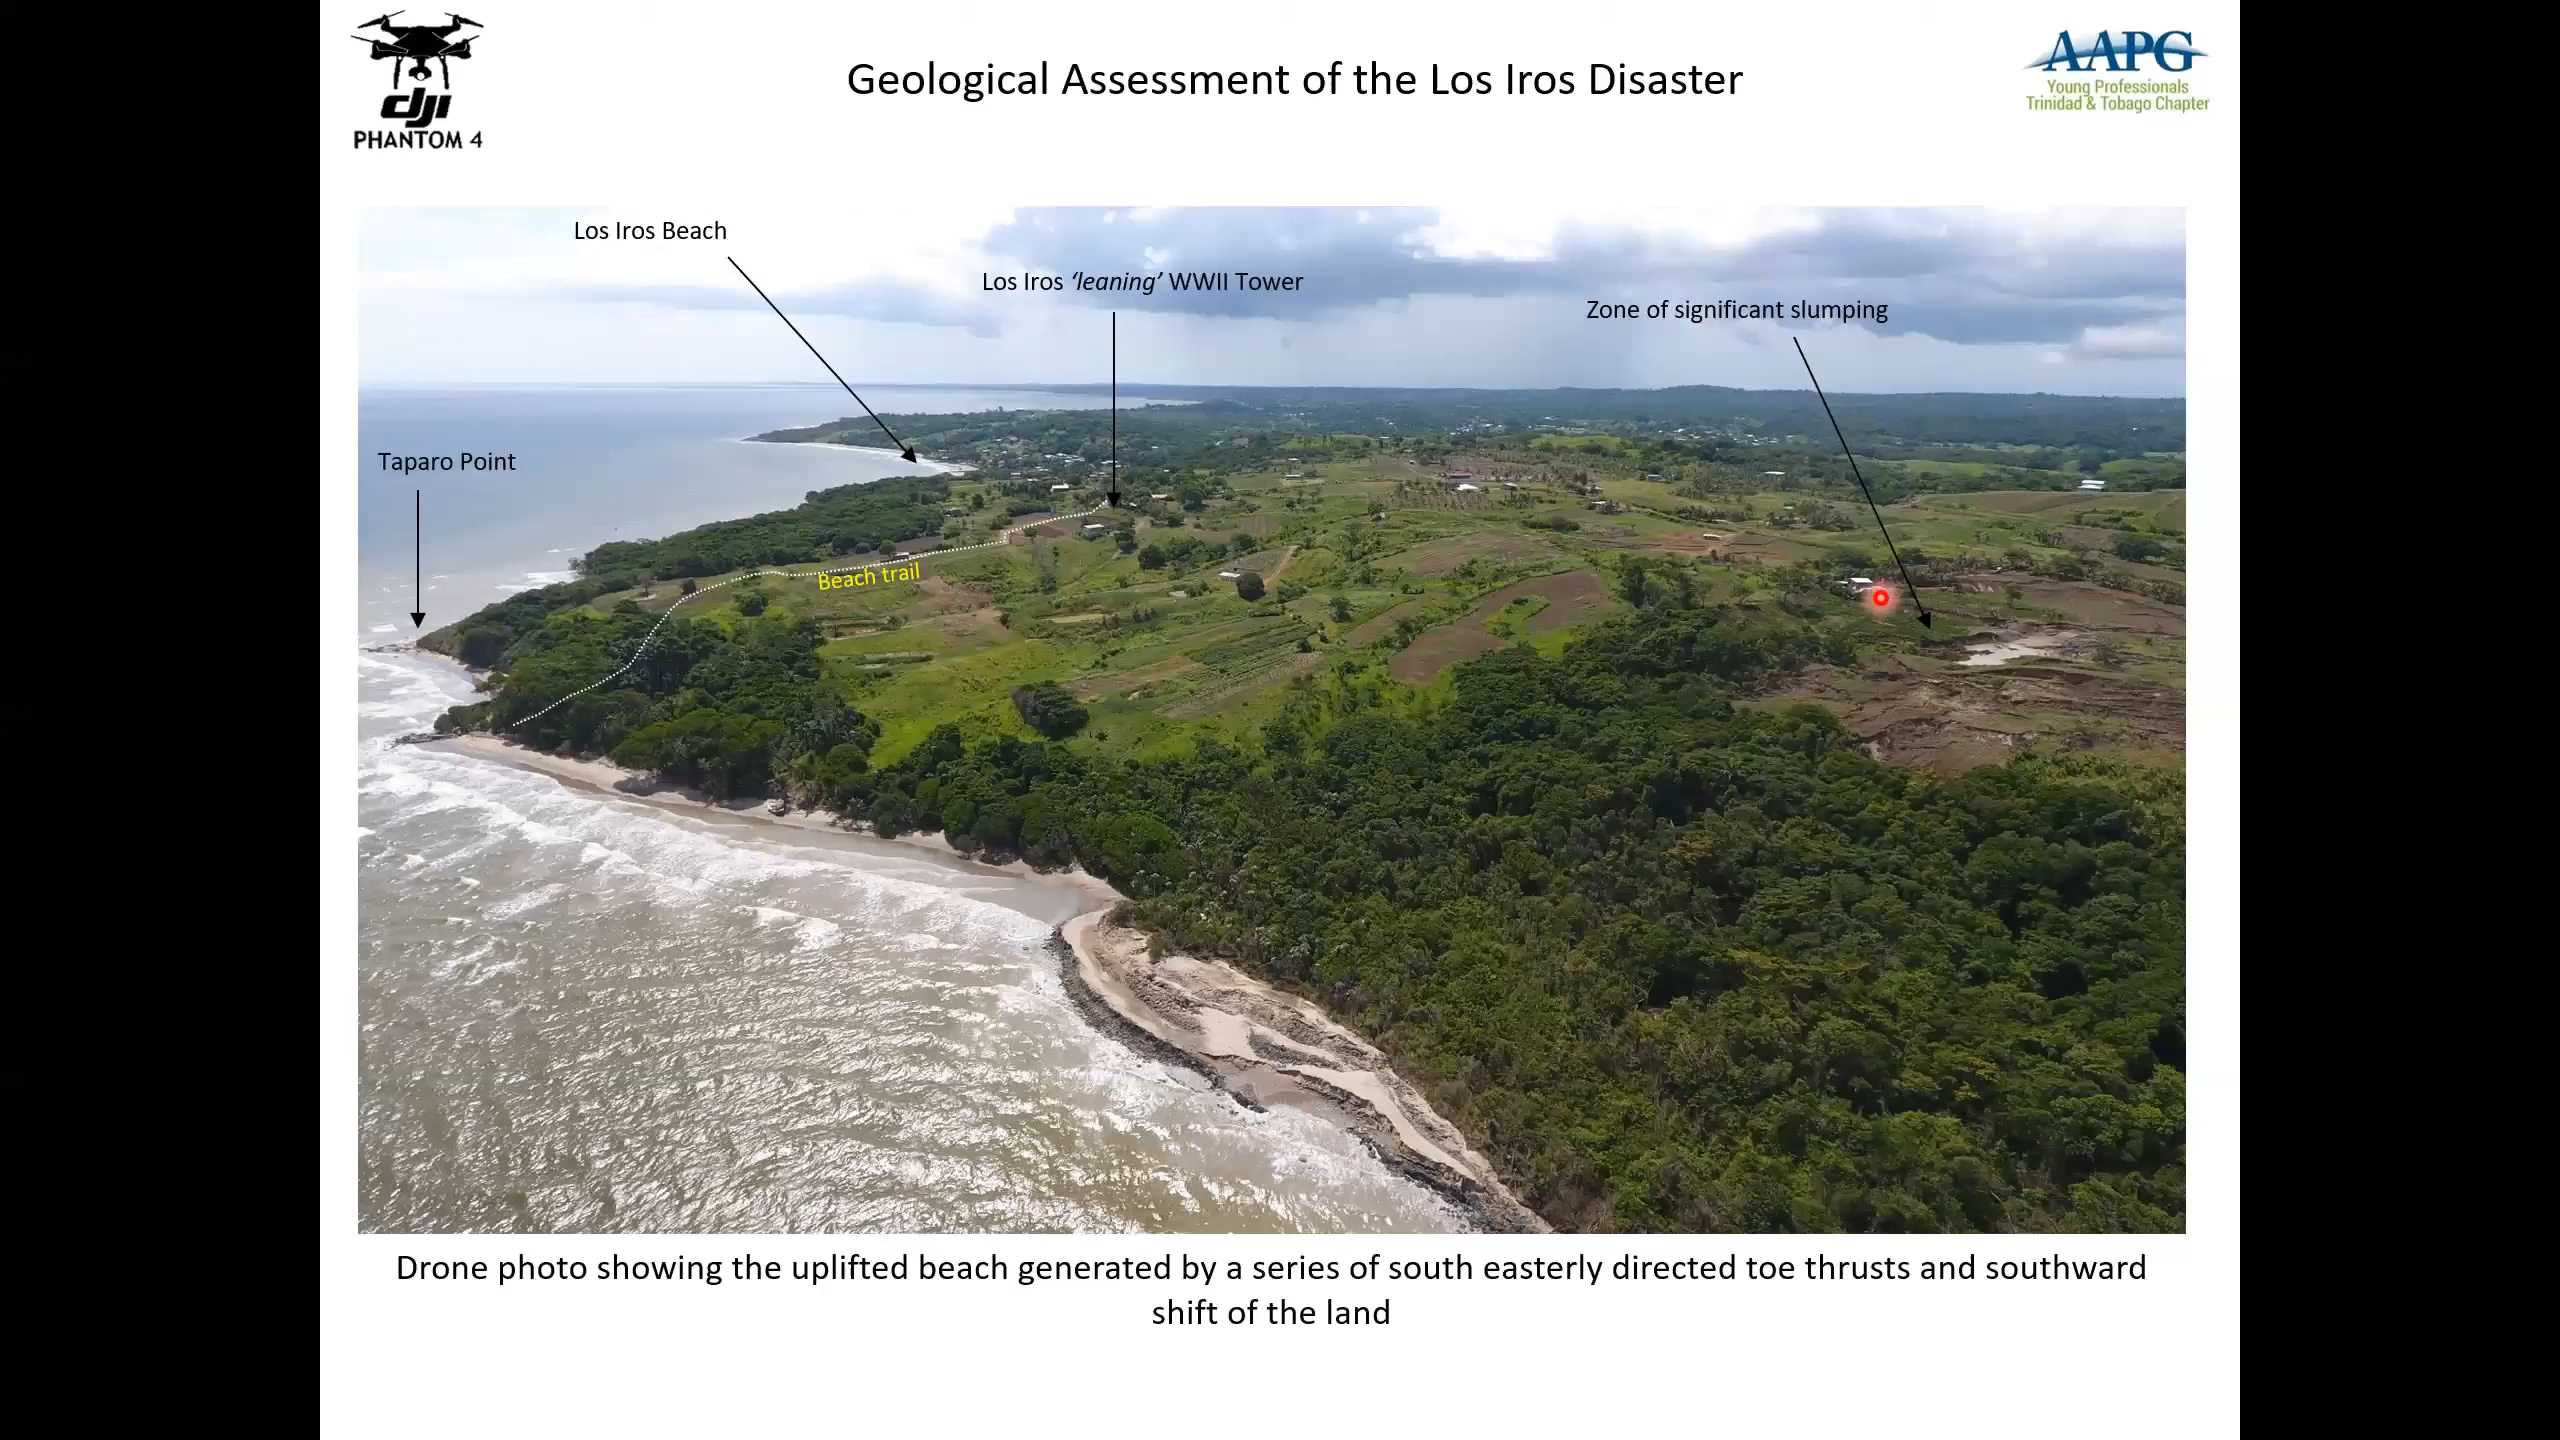 dji
PHANTOM 4
Geological Assessment of the Los Iros Disaster
AAPG
Young Professionals
Trinidad & Tobago Chapter
Los Iros Beach
Los Iros ‘leaning’ WWII Tower
Zone of significant slumping
Taparo Point
Beach trail
Drone photo showing the uplifted beach generated by a series of south easterly directed toe thrusts and southward
shift of the land